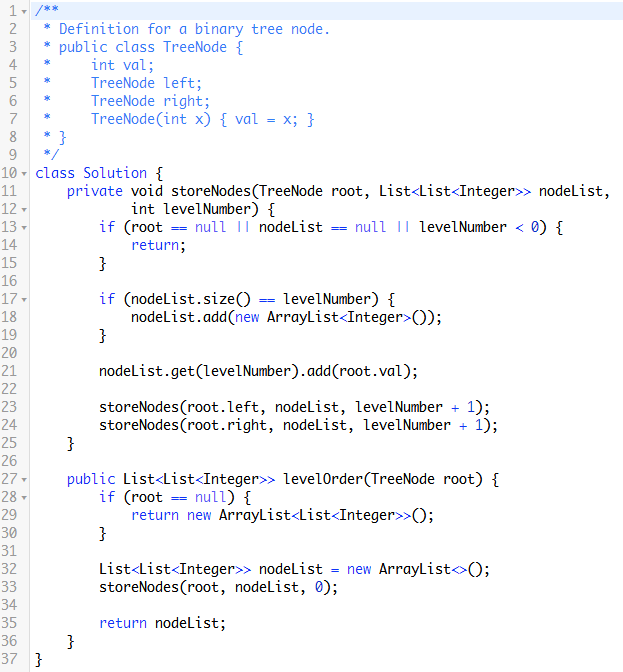 1 /**
2  * Definition for a binary tree node.
3  * public class TreeNode {
4  *     int val;
5  *     TreeNode left;
6  *     TreeNode right;
7  *     TreeNode(int x) { val = x; }
8  * }
9  */
10 class Solution {
11     private void storeNodes(TreeNode root, List<List<Integer>> nodeList,
12             int levelNumber) {
13         if (root == null || nodeList == null || levelNumber < 0) {
14             return;
15         }
16
17         if (nodeList.size() == levelNumber) {
18             nodeList.add(new ArrayList<Integer>());
19         }
20
21         nodeList.get(levelNumber).add(root.val);
22
23         storeNodes(root.left, nodeList, levelNumber + 1);
24         storeNodes(root.right, nodeList, levelNumber + 1);
25     }
26
27     public List<List<Integer>> levelOrder(TreeNode root) {
28         if (root == null) {
29             return new ArrayList<List<Integer>>();
30         }
31
32         List<List<Integer>> nodeList = new ArrayList<>();
33         storeNodes(root, nodeList, 0);
34
35         return nodeList;
36     }
37 }